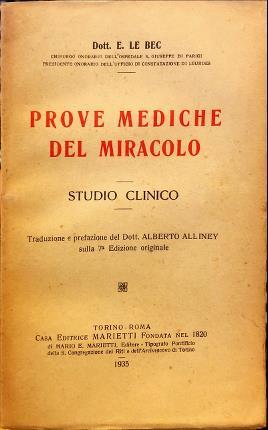 Dott. E. LE BEC
CHIRURGO ONORARIO DELL'OSPEDALE S. GIUSEPPE DI PARIGI
PRESIDENTE ONORARIO DELL'UFFICIO DI CONSTATAZIONE DI LOURDES
PROVE MEDICHE
DEL MIRACOLO
STUDIO CLINICO
Traduzione e prefazione del Dott. ALBERTO ALLINEY
sulla 7ª Edizione originale
TORINO-ROMA
CASA EDITRICE MARIETTI FONDATA NEL 1820
di MARIO E. MARIETTI, Editore - Tipografo Pontificio
della S. Congregazione dei Riti e dell'Arcivescovo di Torino
1935